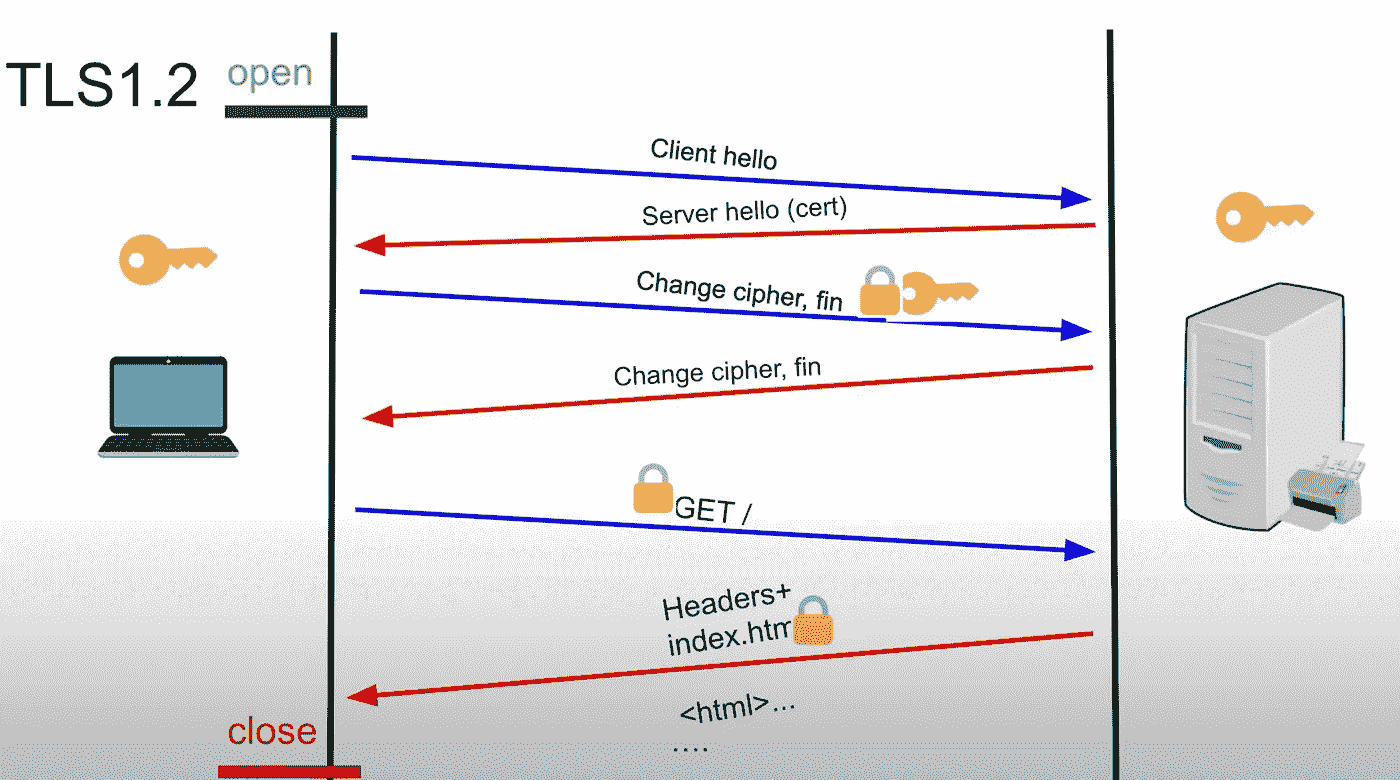 TLS1.2
open
Client hello
Server hello (cert)
Change cipher, fin
Change cipher, fin
GET /
Headers+
index.htm
<html>...
....
close